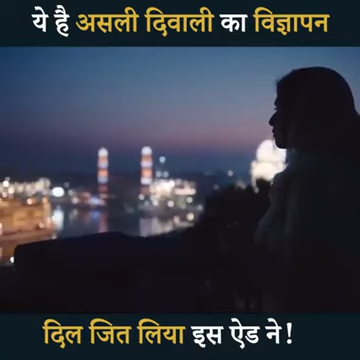 ये है असली दिवाली का विज्ञापन
दिल जित लिया इस ऐड ने!